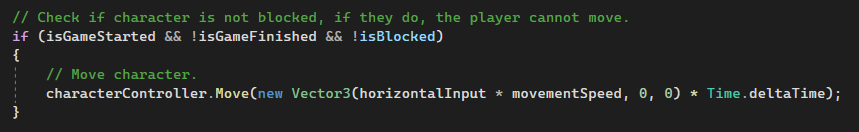 // Check if character is not blocked, if they do, the player cannot move.
if (isGameStarted && !isGameFinished && !isBlocked)
{
// Move character.
characterController.Move(new Vector3(horizontalInput * movementSpeed, 0, 0) * Time.deltaTime);
}